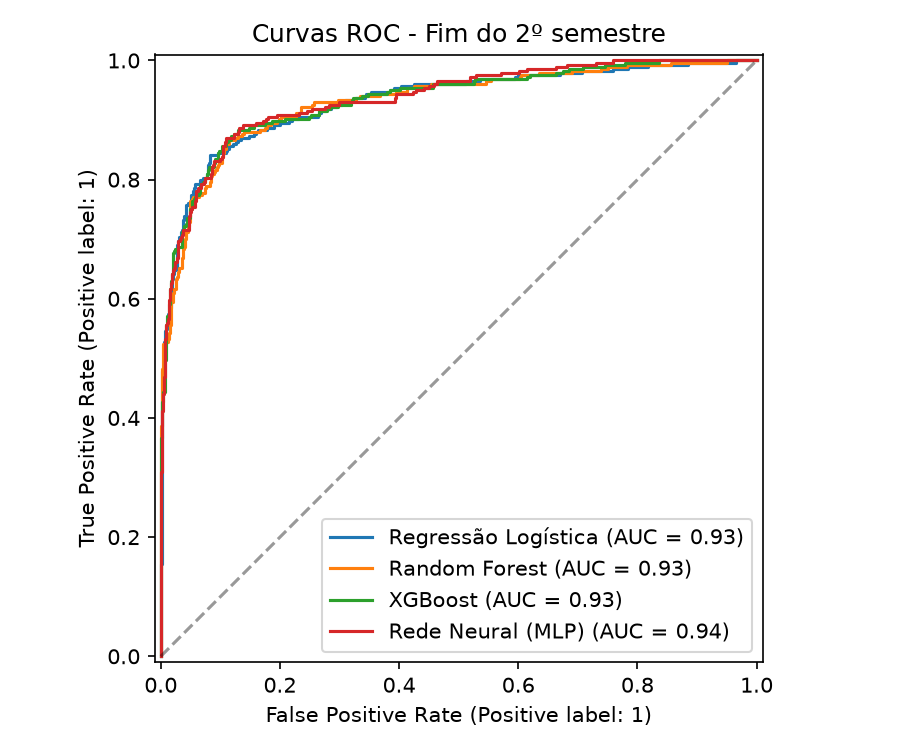 Curvas ROC - Fim do 2º semestre
True Positive Rate (Positive label: 1)
1.0
0.8
0.6
0.4
0.2
0.0
Regressão Logística (AUC = 0.93)
Random Forest (AUC = 0.93)
XGBoost (AUC = 0.93)
Rede Neural (MLP) (AUC = 0.94)
0.0 0.2 0.4 0.6 0.8 1.0
False Positive Rate (Positive label: 1)